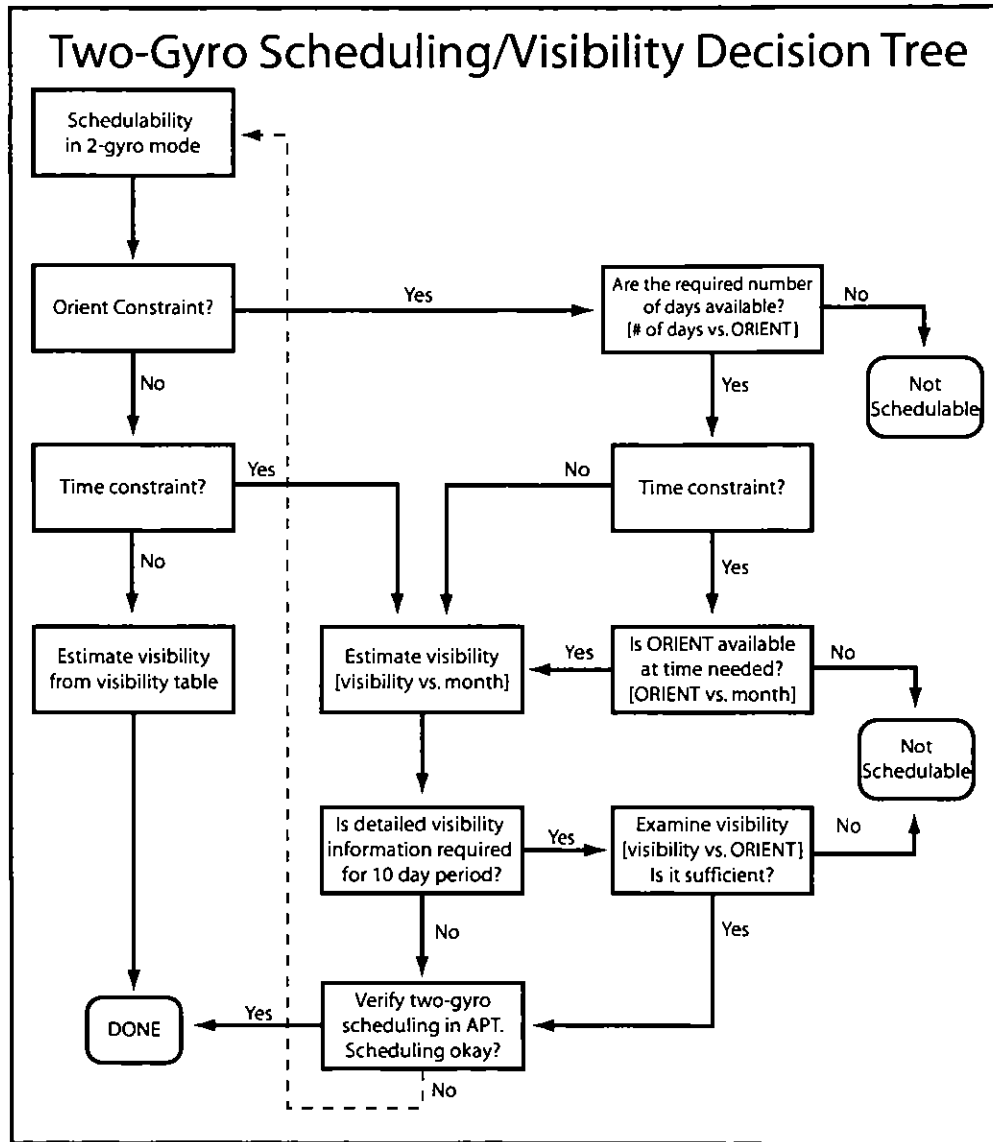 Two-Gyro Scheduling/Visibility Decision Tree
Schedulability
in 2-gyro mode
Orient Constraint?
Yes
Are the required number
of days available?
[# of days vs. ORIENT]
No
Not
Schedulable
No
Yes
Time constraint?
Yes
No
Time constraint?
No
Yes
Estimate visibility
from visibility table
Estimate visibility
[visibility vs. month]
Yes
Is ORIENT available
at time needed?
[ORIENT vs. month]
No
Not
Schedulable
Is detailed visibility
information required
for 10 day period?
Yes
Examine visibility
[visibility vs. ORIENT]
Is it sufficient?
No
No
Yes
DONE
Yes
Verify two-gyro
scheduling in APT.
Scheduling okay?
No